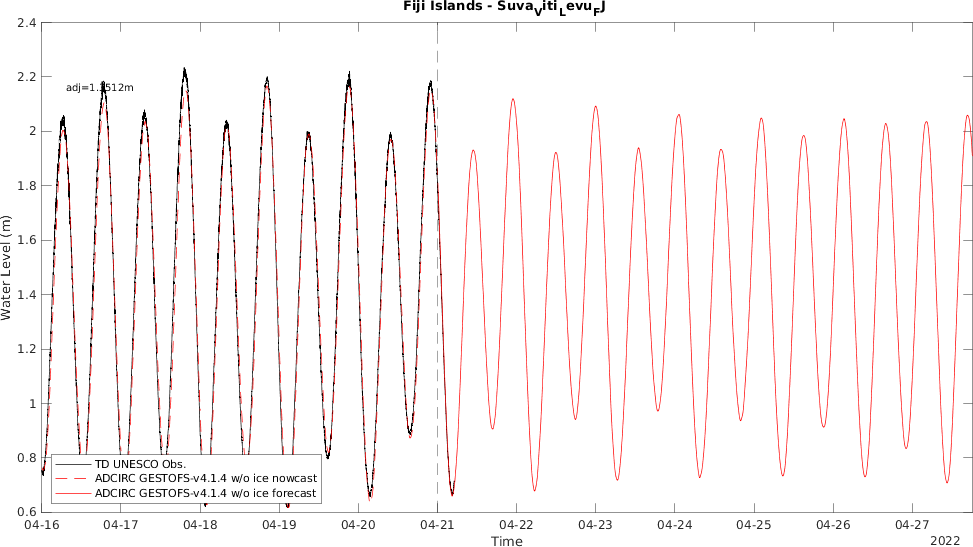 Fiji Islands - Suva_Viti_Levu_FJ
2.4
2.2
adj=1.1512m
2
1.8
1.6
1.4
1.2
1
0.8
0.6
Water Level (m)
TD UNESCO Obs.
ADCIRC GESTOFS-v4.1.4 w/o ice nowcast
ADCIRC GESTOFS-v4.1.4 w/o ice forecast
04-16 04-17 04-18 04-19 04-20 04-21 04-22 04-23 04-24 04-25 04-26 04-27
Time
2022